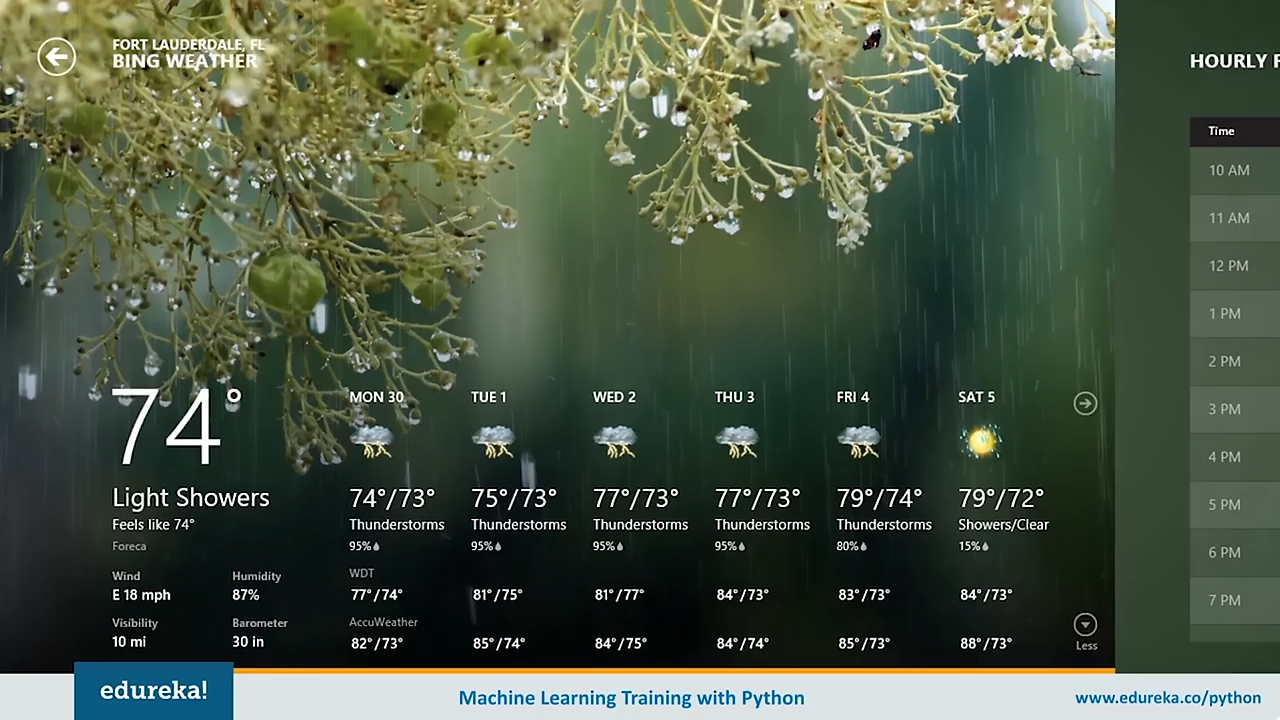 FORT LAUDERDALE, FL
BING WEATHER
74°
Light Showers
Feels like 74°
Foreca
Wind
E 18 mph
Humidity
87%
Visibility
10 mi
Barometer
30 in
MON 30 TUE 1 WED 2 THU 3 FRI 4 SAT 5
74°/73° 75°/73° 77°/73° 77°/73° 79°/74° 79°/72°
Thunderstorms Thunderstorms Thunderstorms Thunderstorms Thunderstorms Showers/Clear
95% 95% 95% 95% 80% 15%
WDT
77°/74° 81°/75° 81°/77° 84°/73° 83°/73° 84°/73°
AccuWeather
82°/73° 85°/74° 84°/75° 84°/74° 85°/73° 88°/73°
Less
HOURLY F
Time
10 AM
11 AM
12 PM
1 PM
2 PM
3 PM
4 PM
5 PM
6 PM
7 PM
edureka!
Machine Learning Training with Python
www.edureka.co/python